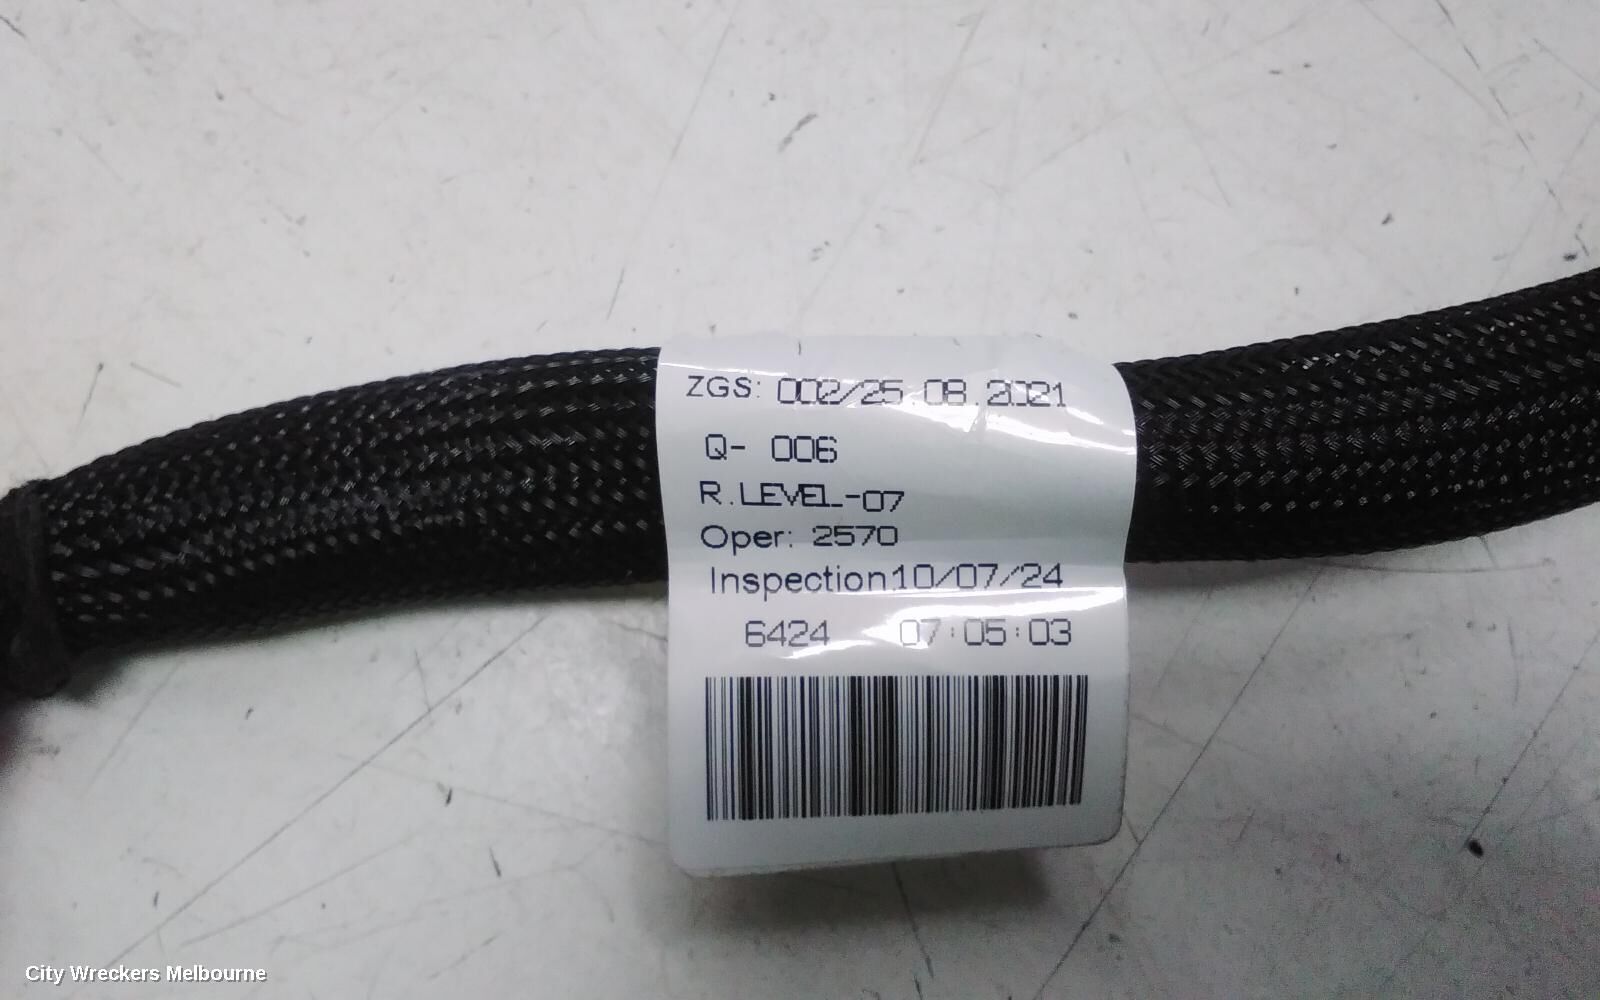 ZGS: 002/25.08.2021
Q- 006
R.LEVEL-07
Oper: 2570
Inspection10/07/24
6424 07:05:03
City Wreckers Melbourne